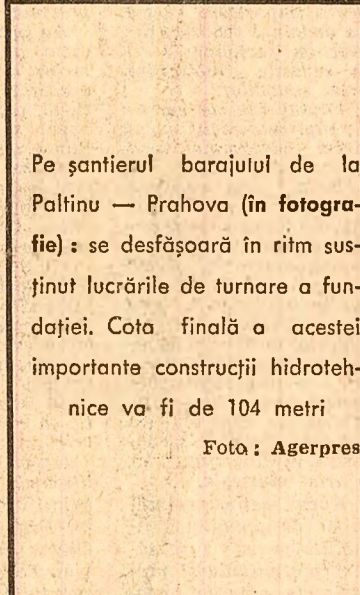 Pe șantierul barajului de la
Paltinu — Prahova (în fotogra-
fie) : se desfășoară în ritm sus-
ținut lucrările de turnare a fun-
dației. Cota finală a acestei
importante construcții hidroteh-
nice va fi de 104 metri
Foto : Agerpres